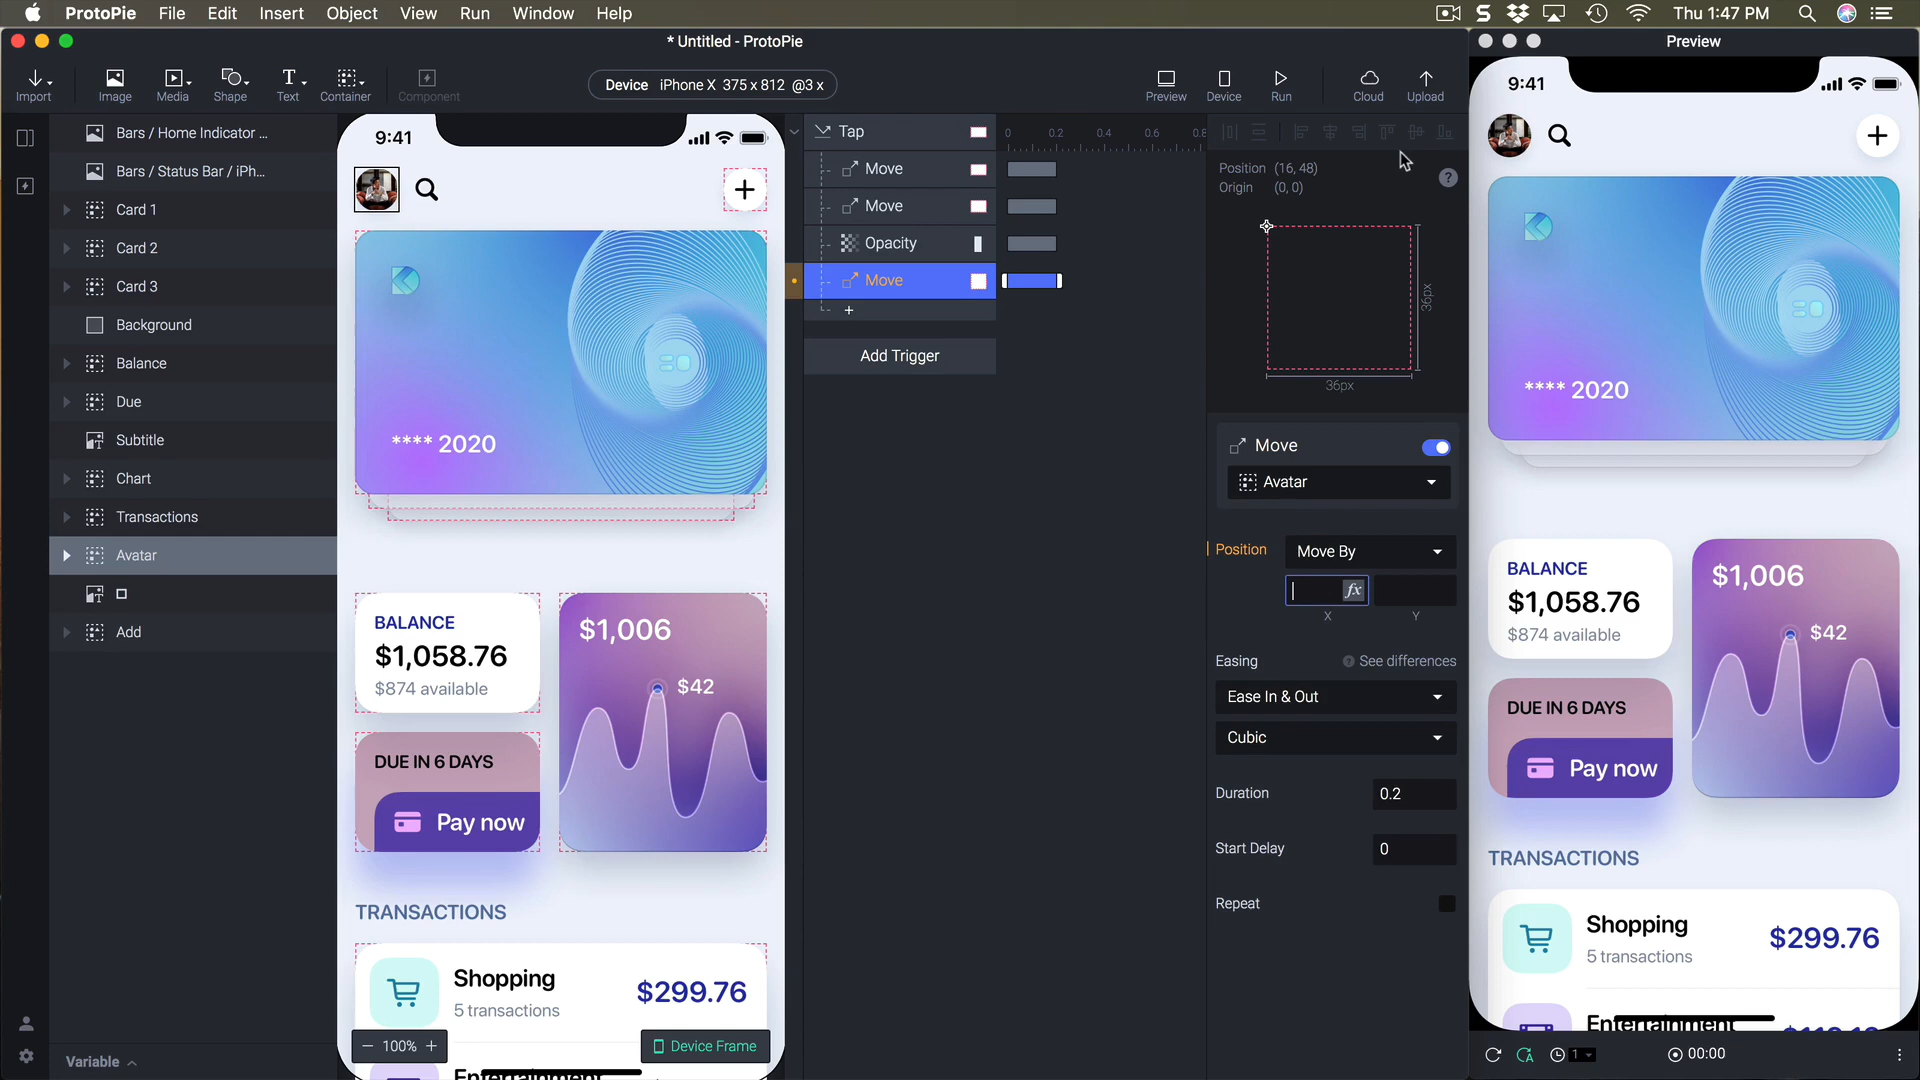 ProtoPie File Edit Insert Object View Run Window Help
Thu 1:47 PM
* Untitled - ProtoPie
Preview
Import
Image
Media
Shape
Text
Container
Component
Device iPhone X 375 x 812 @3 x
Preview
Device
Run
Cloud
Upload
Bars / Home Indicator ...
Bars / Status Bar / iPh...
Card 1
Card 2
Card 3
Background
Balance
Due
Subtitle
Chart
Transactions
Avatar
Add
Variable
9:41
**** 2020
BALANCE
$1,058.76
$874 available
DUE IN 6 DAYS
Pay now
$1,006
$42
TRANSACTIONS
Shopping
5 transactions
$299.76
100%
Device Frame
Tap
Move
Move
Opacity
Move
+
Add Trigger
0 0.2 0.4 0.6 0.8
Position (16, 48)
Origin (0, 0)
?
36px
36px
Move
Avatar
Position
Move By
fx
X
Y
Easing
? See differences
Ease In & Out
Cubic
Duration
0.2
Start Delay
0
Repeat
9:41
**** 2020
BALANCE
$1,058.76
$874 available
DUE IN 6 DAYS
Pay now
$1,006
$42
TRANSACTIONS
Shopping
5 transactions
$299.76
1
00:00